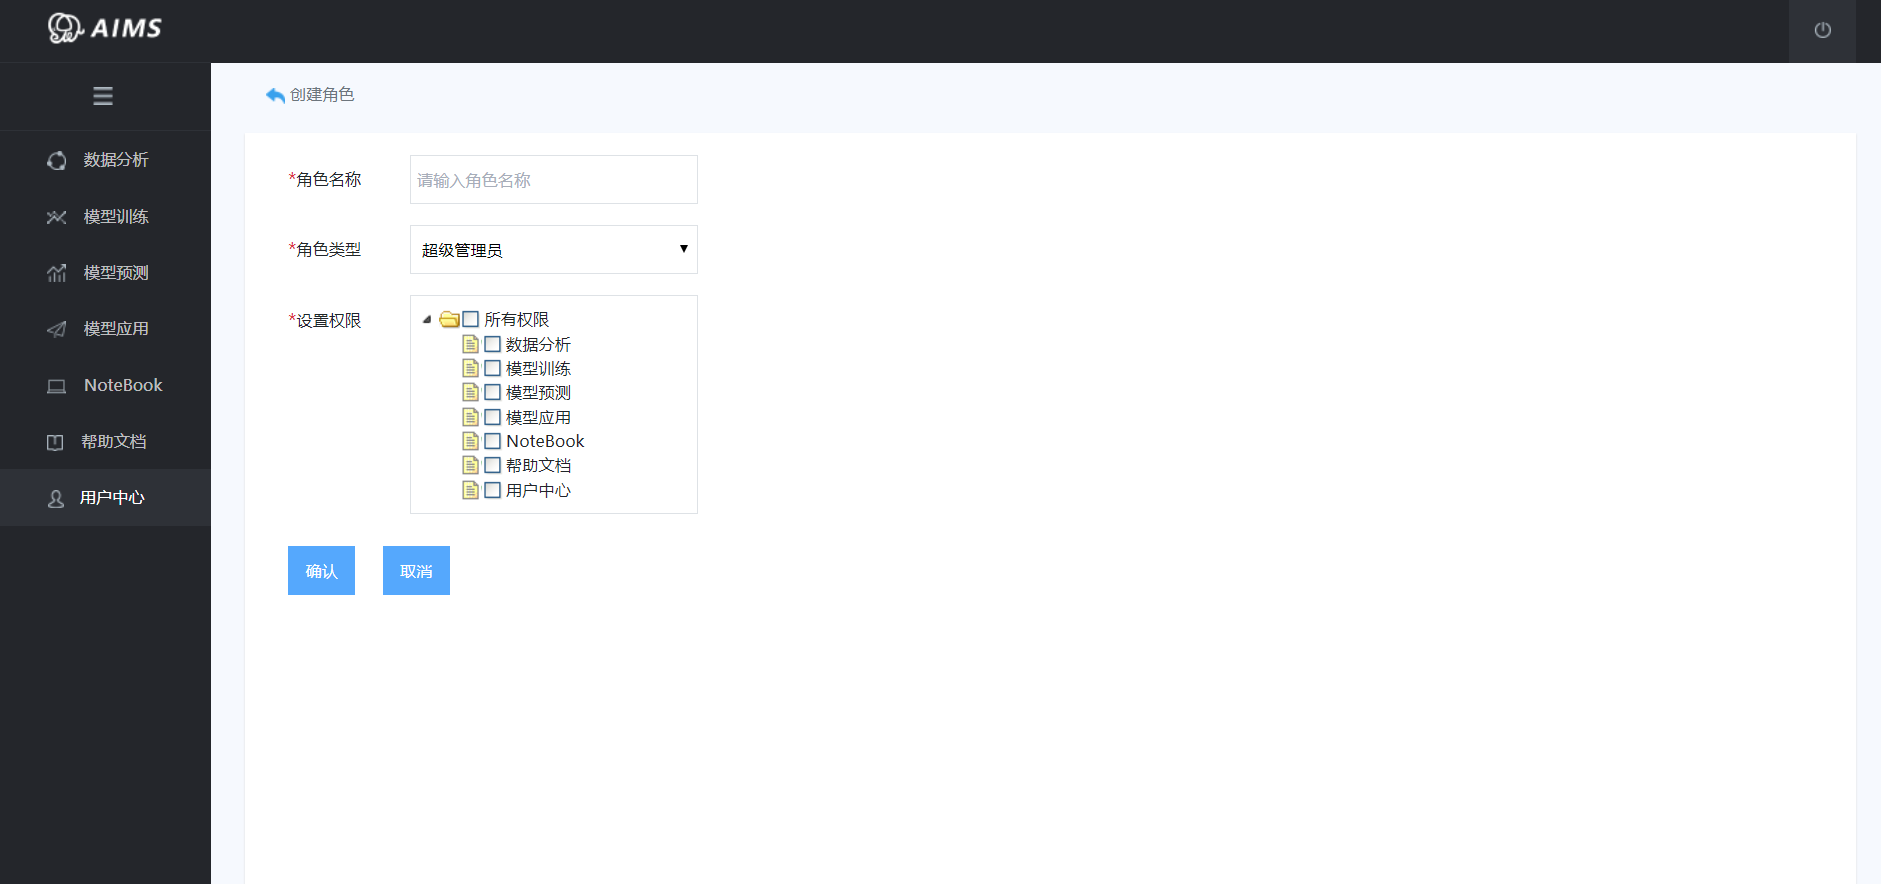 AIMS
创建角色
数据分析
模型训练
模型预测
模型应用
NoteBook
帮助文档
用户中心
*角色名称
请输入角色名称
*角色类型
超级管理员
*设置权限
所有权限
数据分析
模型训练
模型预测
模型应用
NoteBook
帮助文档
用户中心
确认
取消